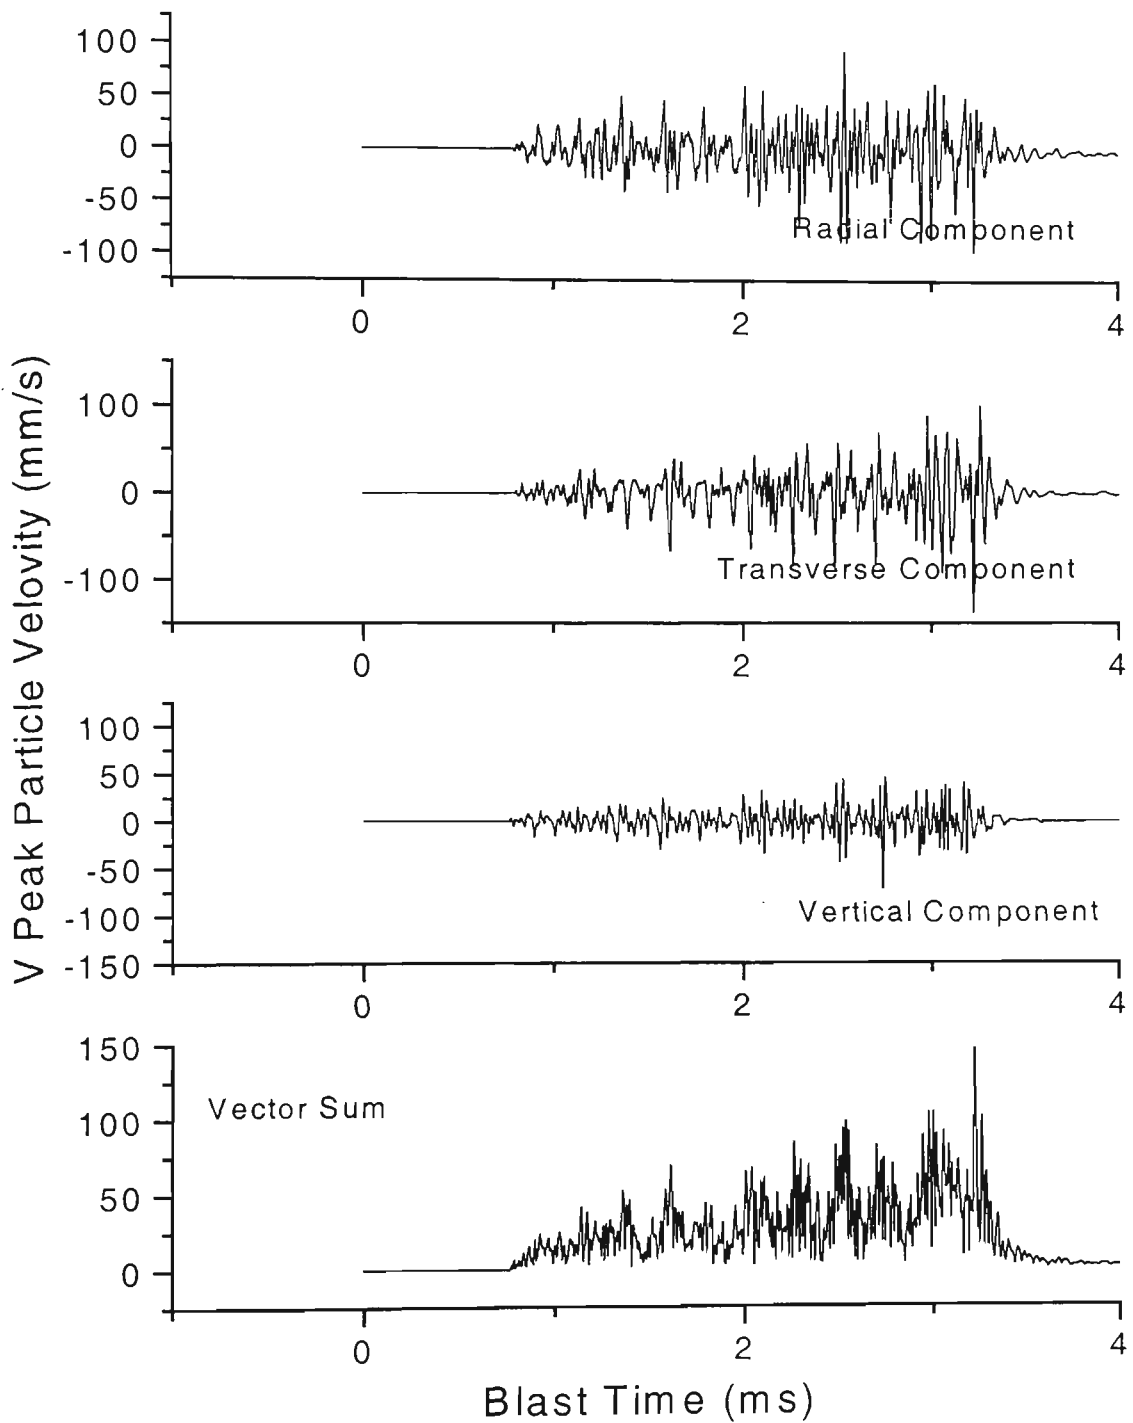 V Peak Particle Velovity (mm/s)
100
50
0
-50
-100
Radial Component
0 2 4
100
0
-100
Transverse Component
0 2 4
100
50
0
-50
-100
-150
Vertical Component
0 2 4
150
100
50
0
Vector Sum
0 2 4
Blast Time (ms)